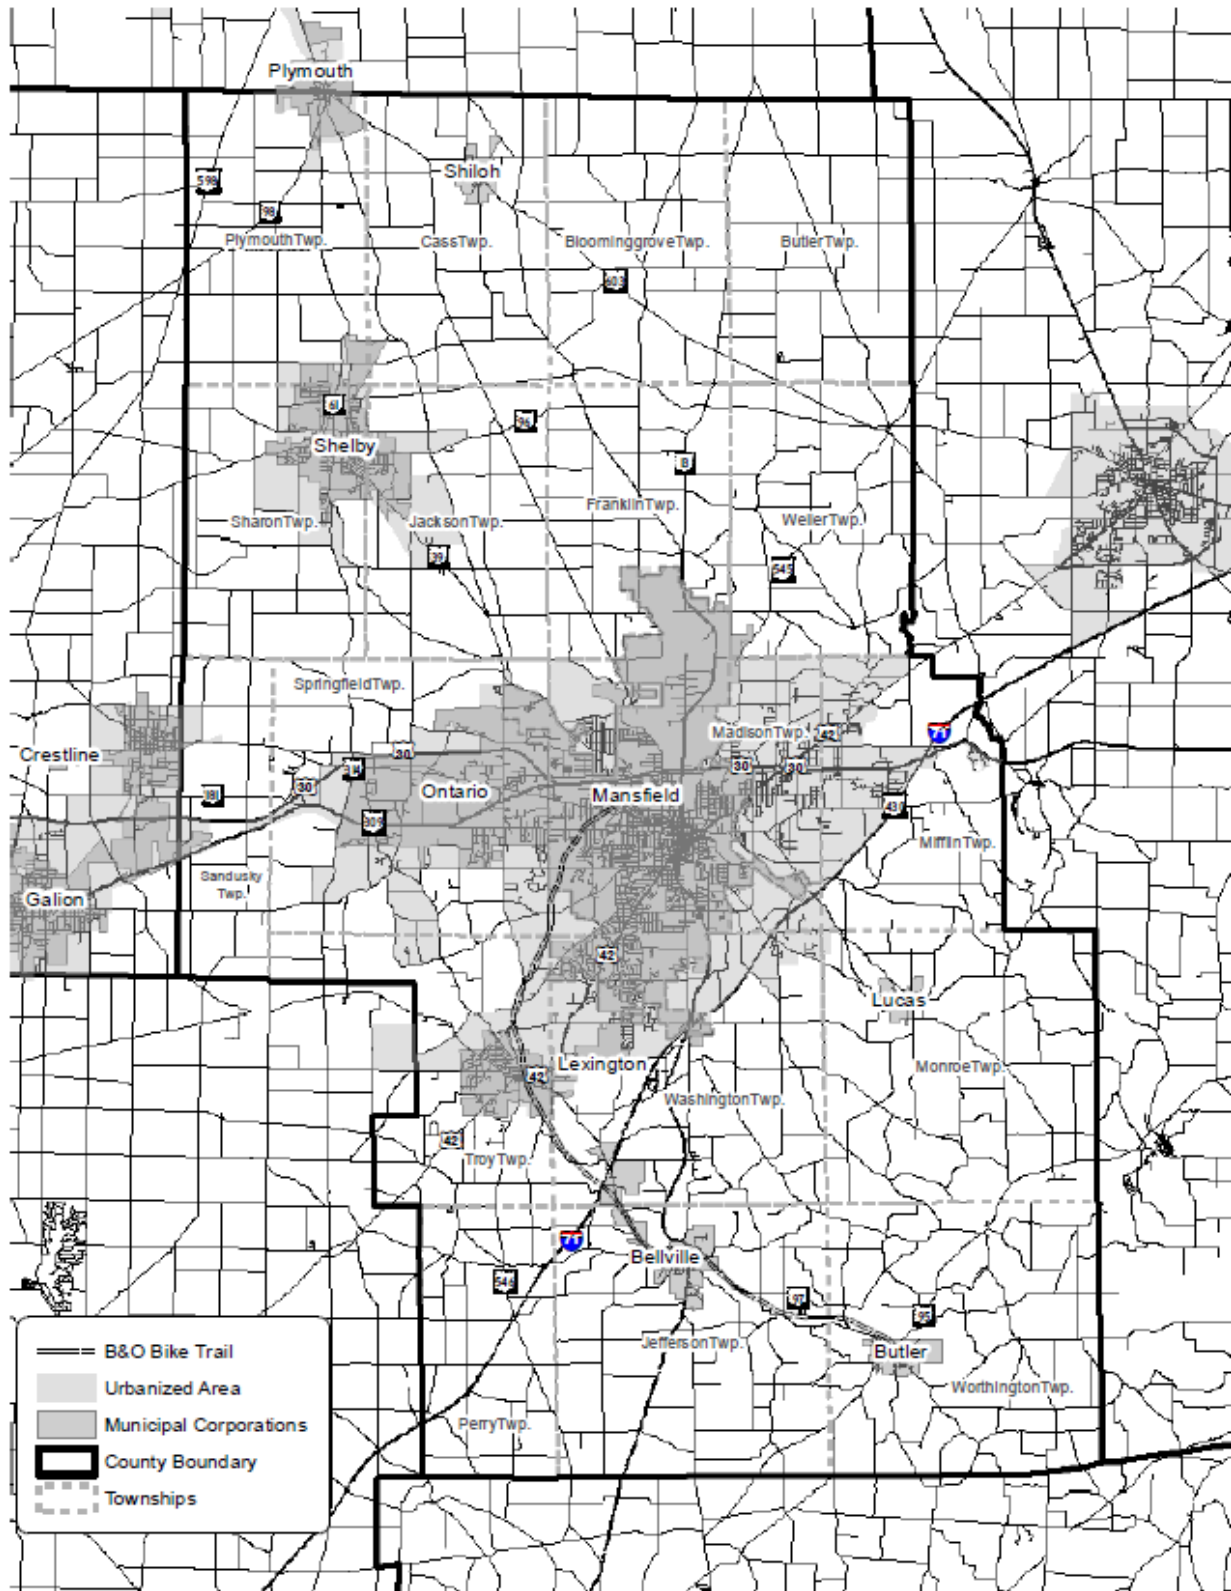 Plymouth
Shiloh
598
98
PlymouthTwp.
CassTwp.
BloominggroveTwp.
ButlerTwp.
603
61
96
Shelby
13
FranklinTwp.
SharonTwp.
JacksonTwp.
WellerTwp.
39
545
SpringfieldTwp.
MadisonTwp.
42
71
Crestline
30
314
30
30
30
181
Ontario
Mansfield
309
430
MifflinTwp.
Sandusky
Twp.
Galion
42
Lucas
Lexington
42
MonroeTwp.
WashingtonTwp.
42
TroyTwp.
71
Bellville
546
97
95
JeffersonTwp.
Butler
WorthingtonTwp.
PerryTwp.
B&O Bike Trail
Urbanized Area
Municipal Corporations
County Boundary
Townships